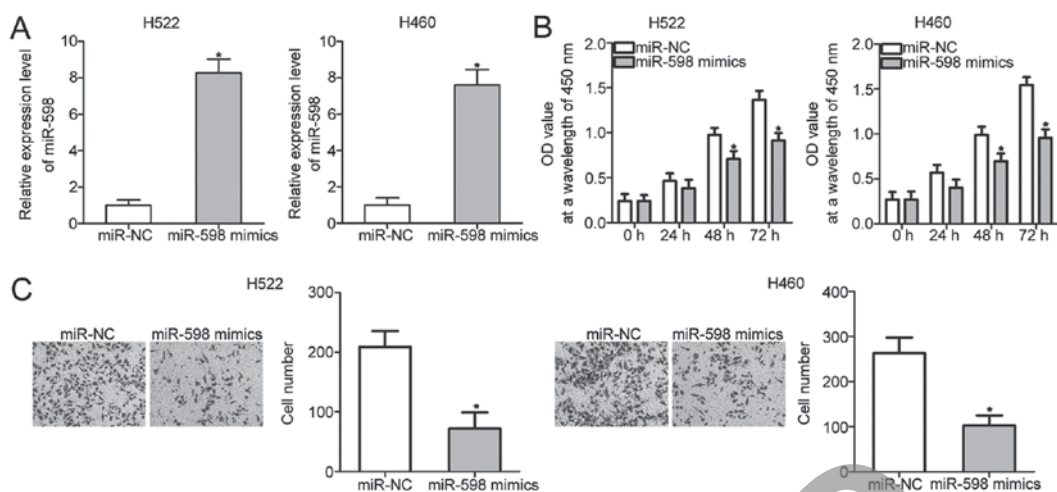 A
H522
Relative expression level
of miR-598
10
8
6
4
2
0
*
miR-NC miR-598 mimics
H460
Relative expression level
of miR-598
10
8
6
4
2
0
*
miR-NC miR-598 mimics
B
H522
OD value
at a wavelength of 450 nm
2.0
1.5
1.0
0.5
0.0
miR-NC
miR-598 mimics
*
*
0 h 24 h 48 h 72 h
H460
OD value
at a wavelength of 450 nm
2.0
1.5
1.0
0.5
0.0
miR-NC
miR-598 mimics
*
*
0 h 24 h 48 h 72 h
C
H522
miR-NC miR-598 mimics
Cell number
300
200
100
0
*
miR-NC miR-598 mimics
H460
miR-NC miR-598 mimics
Cell number
400
300
200
100
0
*
miR-NC miR-598 mimics